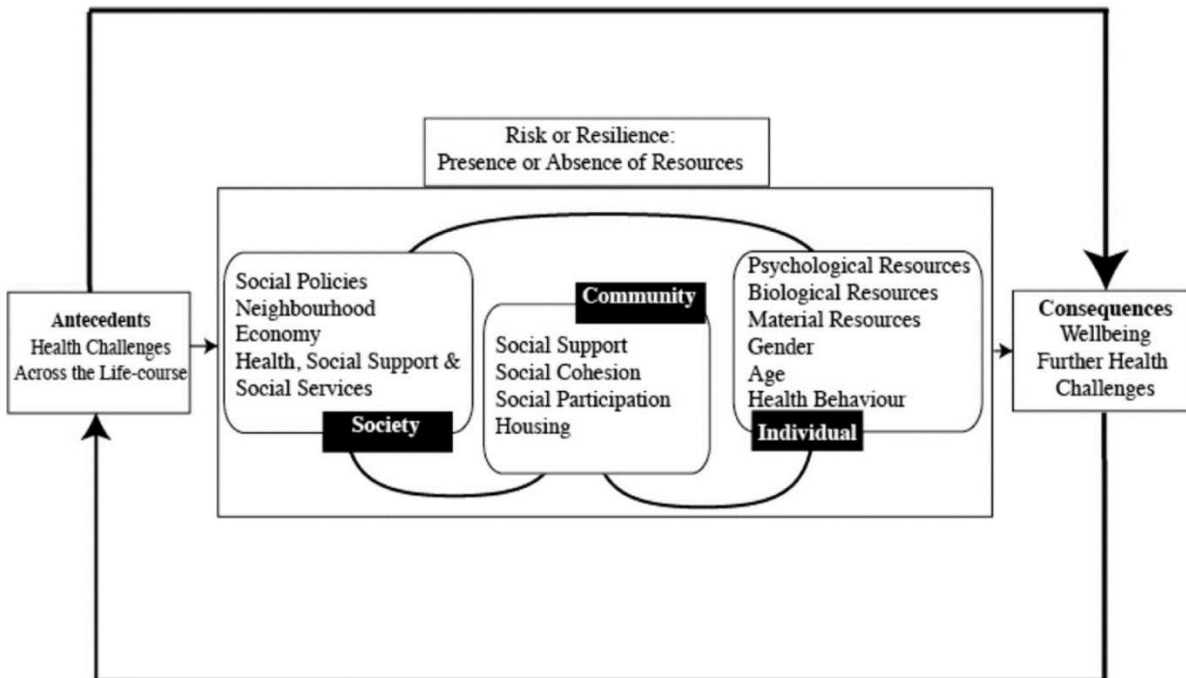 Risk or Resilience:
Presence or Absence of Resources
Antecedents
Health Challenges
Across the Life-course
Social Policies
Neighbourhood
Economy
Health, Social Support &
Social Services
Society
Community
Social Support
Social Cohesion
Social Participation
Housing
Psychological Resources
Biological Resources
Material Resources
Gender
Age
Health Behaviour
Individual
Consequences
Wellbeing
Further Health
Challenges